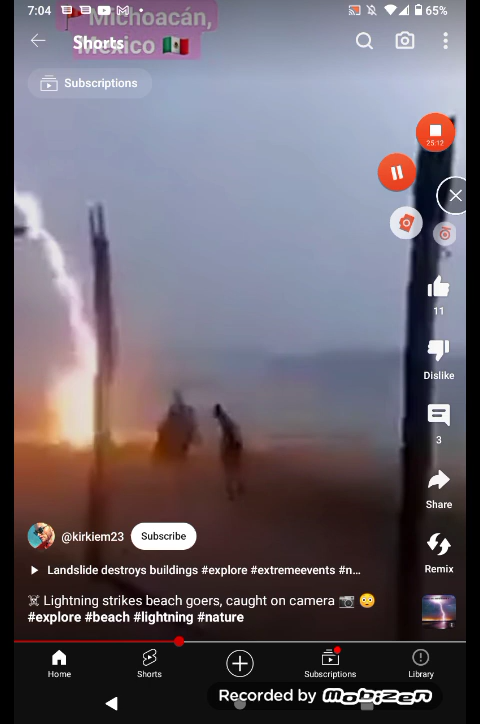 7:04
65%
Michoacán,
Shorts
México
Subscriptions
25:12
11
Dislike
3
Share
@kirkiem23
Subscribe
Remix
Landslide destroys buildings #explore #extremeevents #n...
Lightning strikes beach goers, caught on camera
#explore #beach #lightning #nature
Home
Shorts
Subscriptions
Library
Recorded by mobizen